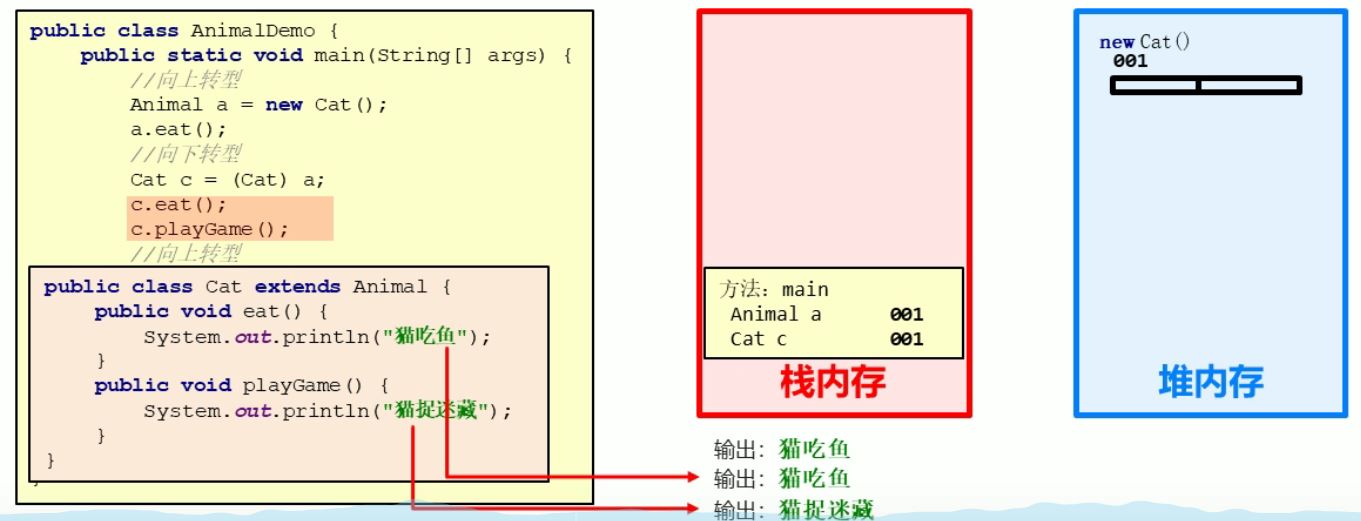 public class AnimalDemo {
public static void main(String[] args) {
//向上转型
Animal a = new Cat();
a.eat();
//向下转型
Cat c = (Cat) a;
c.eat();
c.playGame();
//向上转型
public class Cat extends Animal {
public void eat() {
System.out.println("猫吃鱼");
}
public void playGame() {
System.out.println("猫捉迷藏");
}
}
方法：main
Animal a 001
Cat c 001
栈内存
new Cat()
001
堆内存
输出：猫吃鱼
输出：猫吃鱼
输出：猫捉迷藏